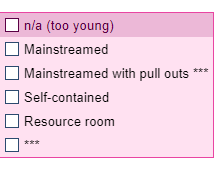 n/a (too young)
Mainstreamed
Mainstreamed with pull outs ***
Self-contained
Resource room
***